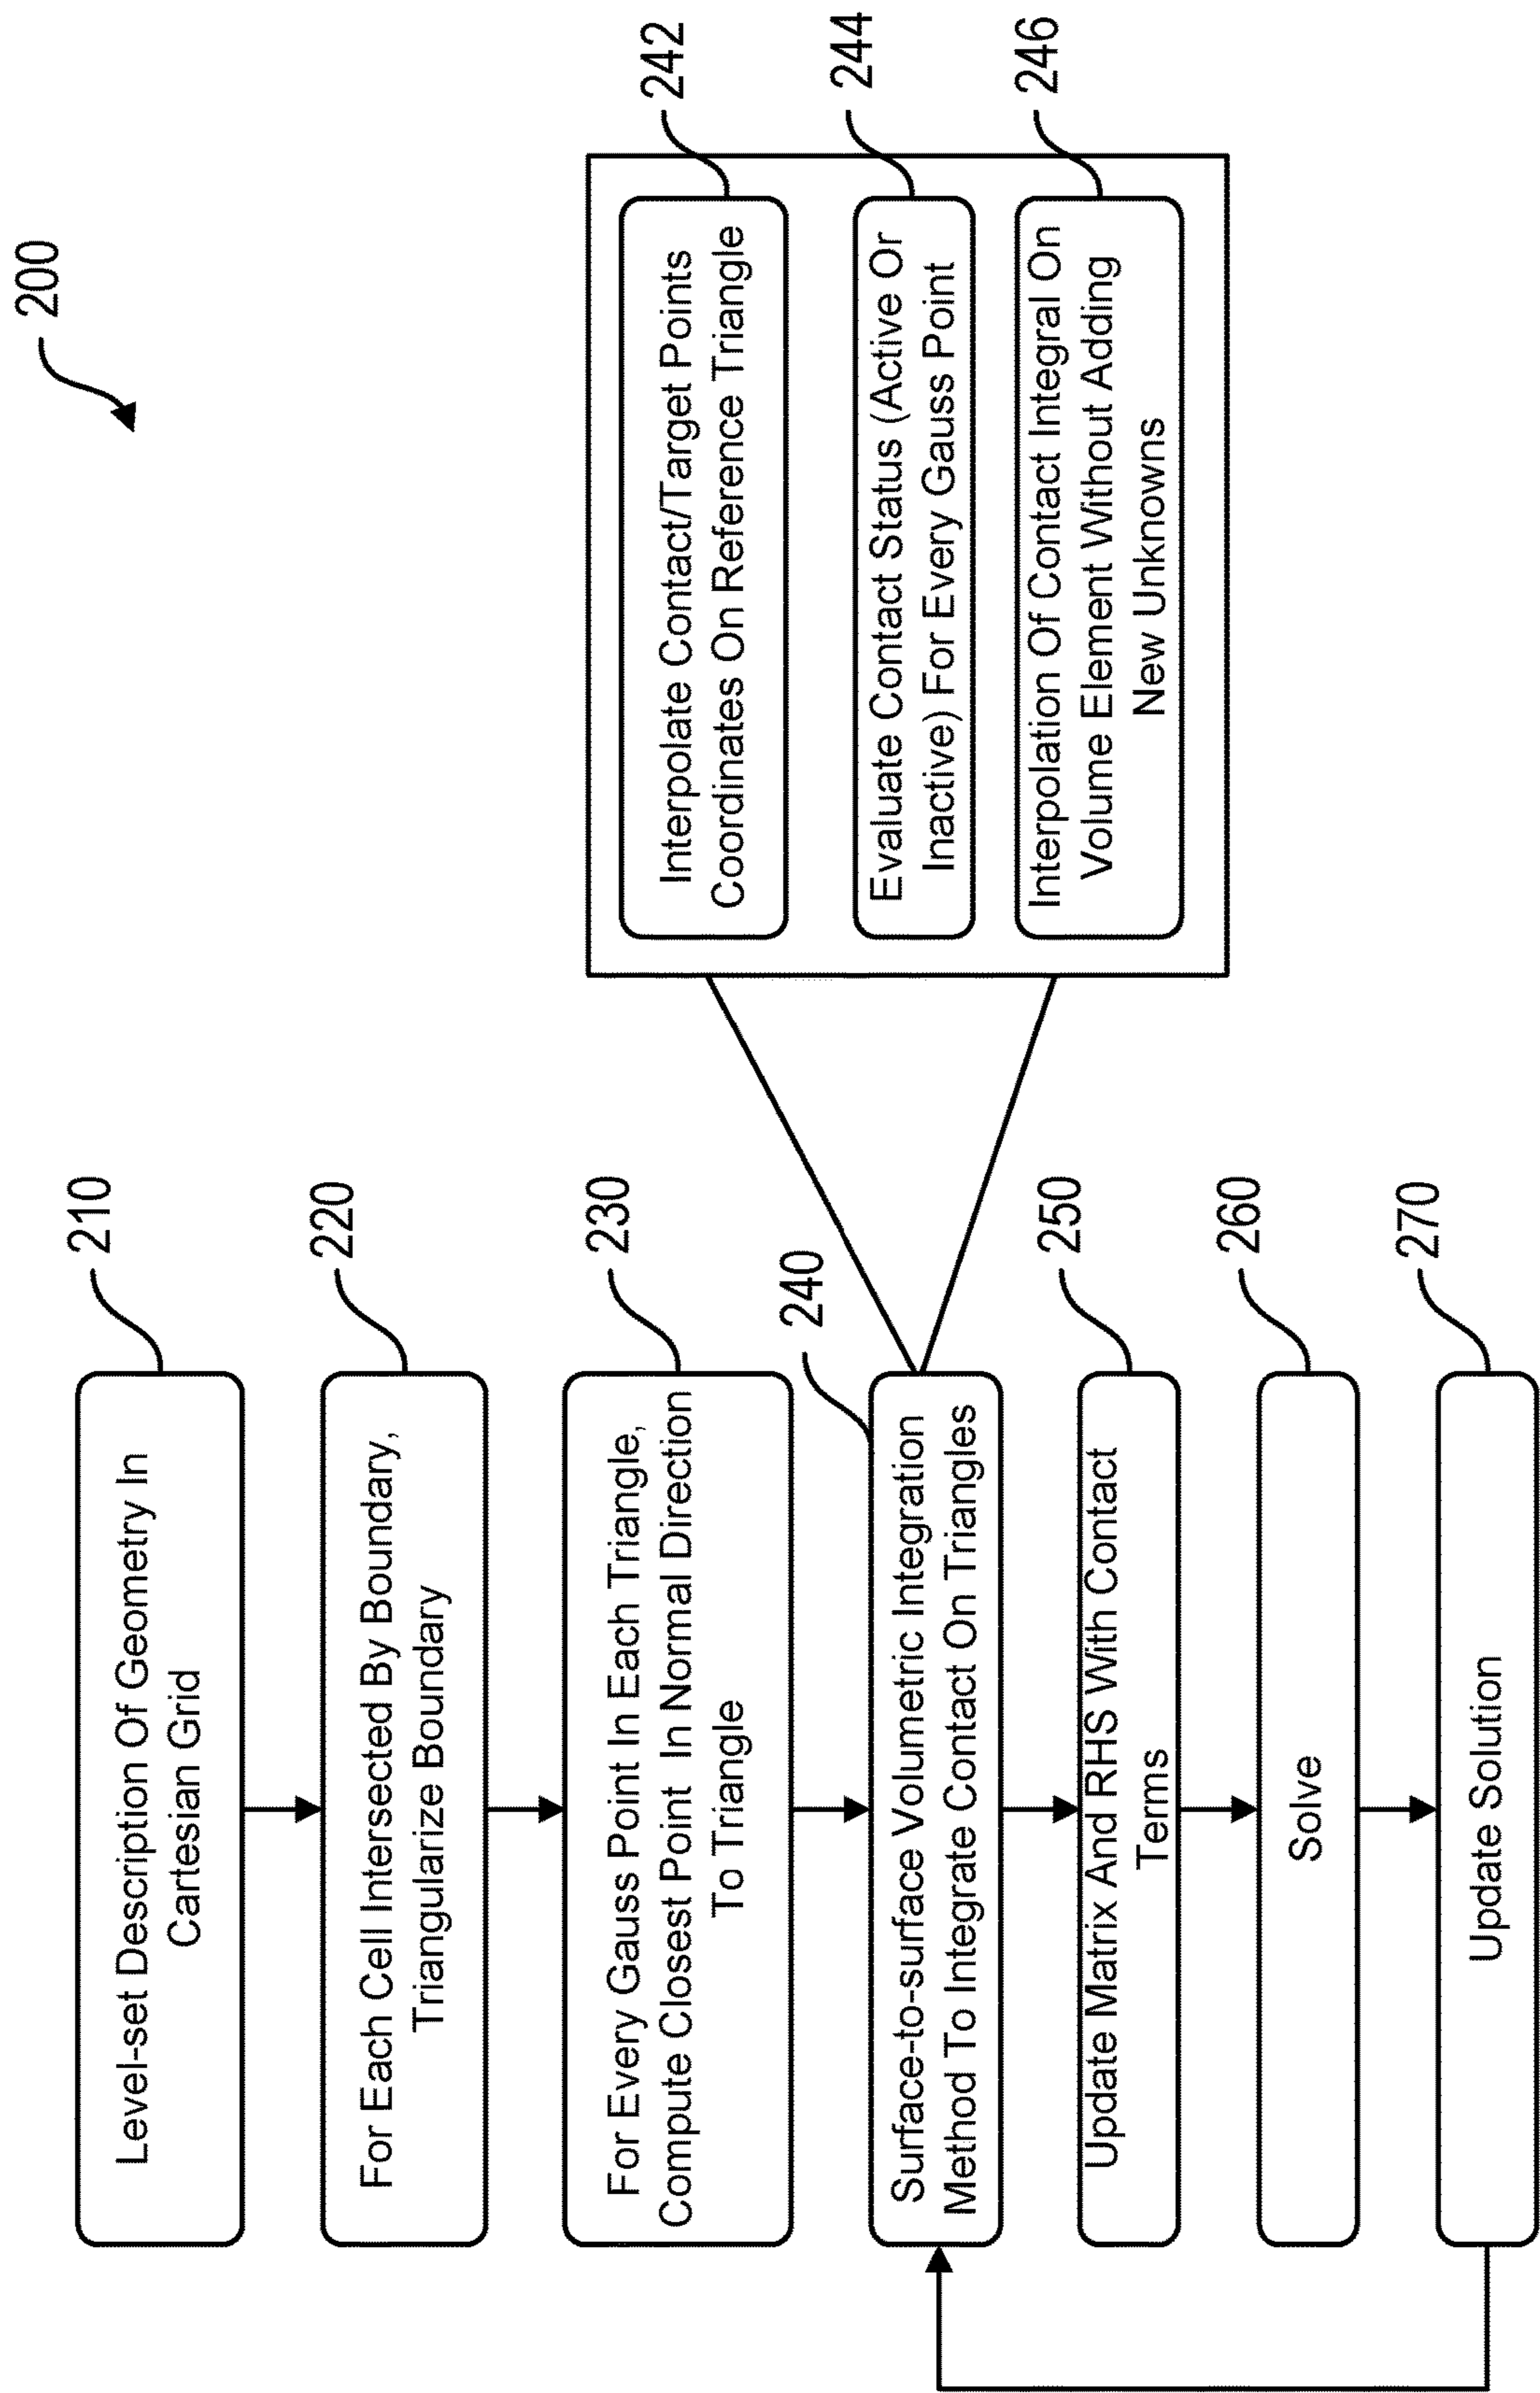 200
210
Level-set Description Of Geometry In
Cartesian Grid
220
For Each Cell Intersected By Boundary,
Triangularize Boundary
230
For Every Gauss Point In Each Triangle,
Compute Closest Point In Normal Direction
To Triangle
240
Surface-to-surface Volumetric Integration
Method To Integrate Contact On Triangles
242
Interpolate Contact/Target Points
Coordinates On Reference Triangle
244
Evaluate Contact Status (Active Or
Inactive) For Every Gauss Point
246
Interpolation Of Contact Integral On
Volume Element Without Adding
New Unknowns
250
Update Matrix And RHS With Contact
Terms
260
Solve
270
Update Solution